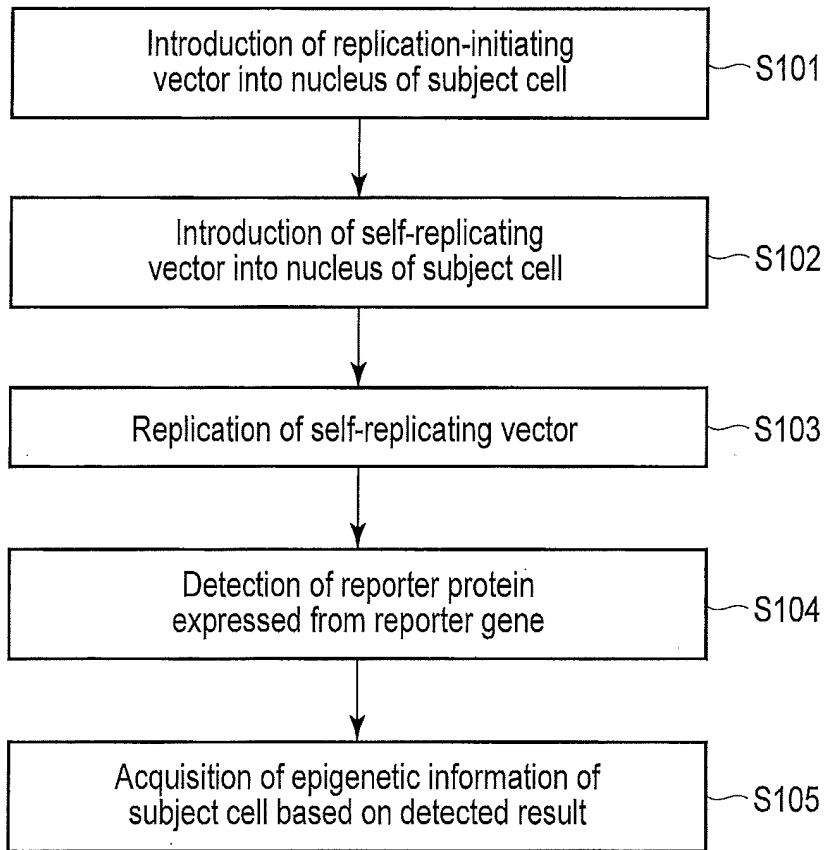 Introduction of replication-initiating
vector into nucleus of subject cell
S101
Introduction of self-replicating
vector into nucleus of subject cell
S102
Replication of self-replicating vector
S103
Detection of reporter protein
expressed from reporter gene
S104
Acquisition of epigenetic information of
subject cell based on detected result
S105